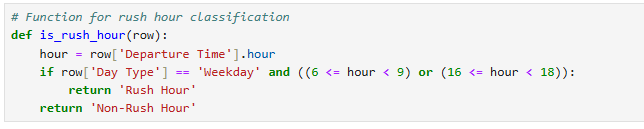 # Function for rush hour classification
def is_rush_hour(row):
    hour = row['Departure Time'].hour
    if row['Day Type'] == 'Weekday' and ((6 <= hour < 9) or (16 <= hour < 18)):
        return 'Rush Hour'
    return 'Non-Rush Hour'